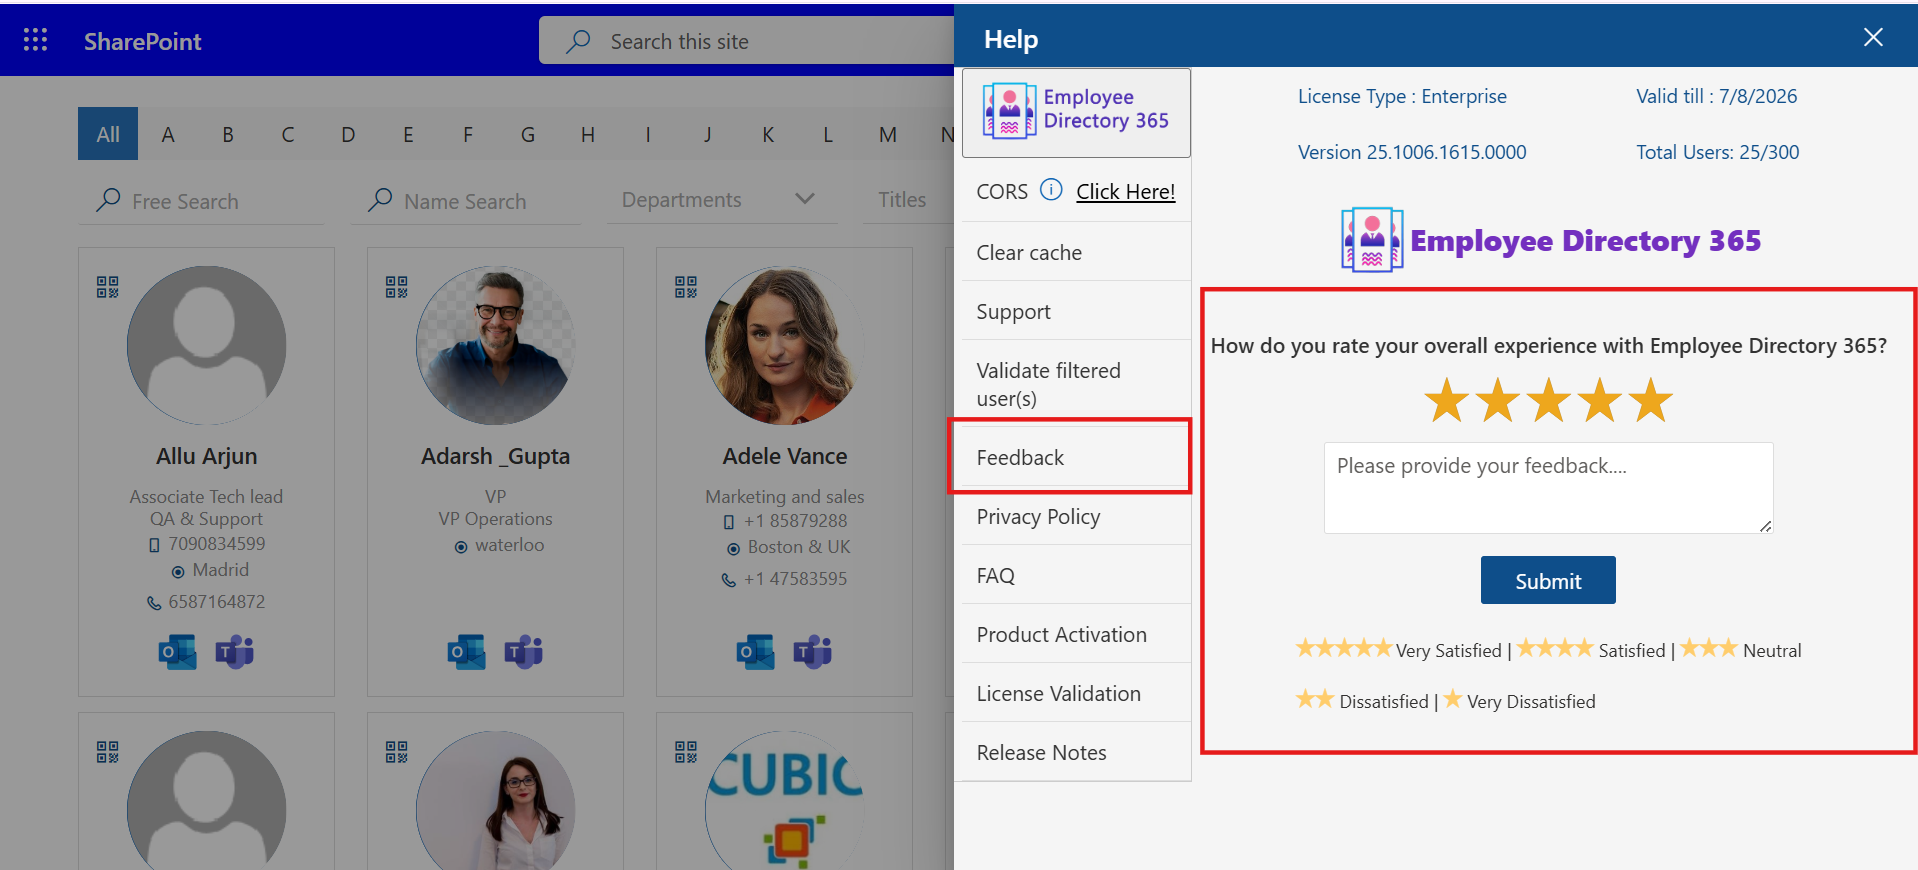 SharePoint
Search this site
All A B C D E F G H I J K L M N
Free Search
Name Search
Departments
Titles
Allu Arjun
Associate Tech lead
QA & Support
7090834599
Madrid
6587164872
Adarsh _Gupta
VP
VP Operations
waterloo
Adele Vance
Marketing and sales
+1 85879288
Boston & UK
+1 47583595
CUBIC
Help
Employee
Directory 365
CORS Click Here!
Clear cache
Support
Validate filtered
user(s)
Feedback
Privacy Policy
FAQ
Product Activation
License Validation
Release Notes
License Type : Enterprise
Valid till : 7/8/2026
Version 25.1006.1615.0000
Total Users: 25/300
Employee Directory 365
How do you rate your overall experience with Employee Directory 365?
Please provide your feedback....
Submit
Very Satisfied | Satisfied | Neutral
Dissatisfied | Very Dissatisfied